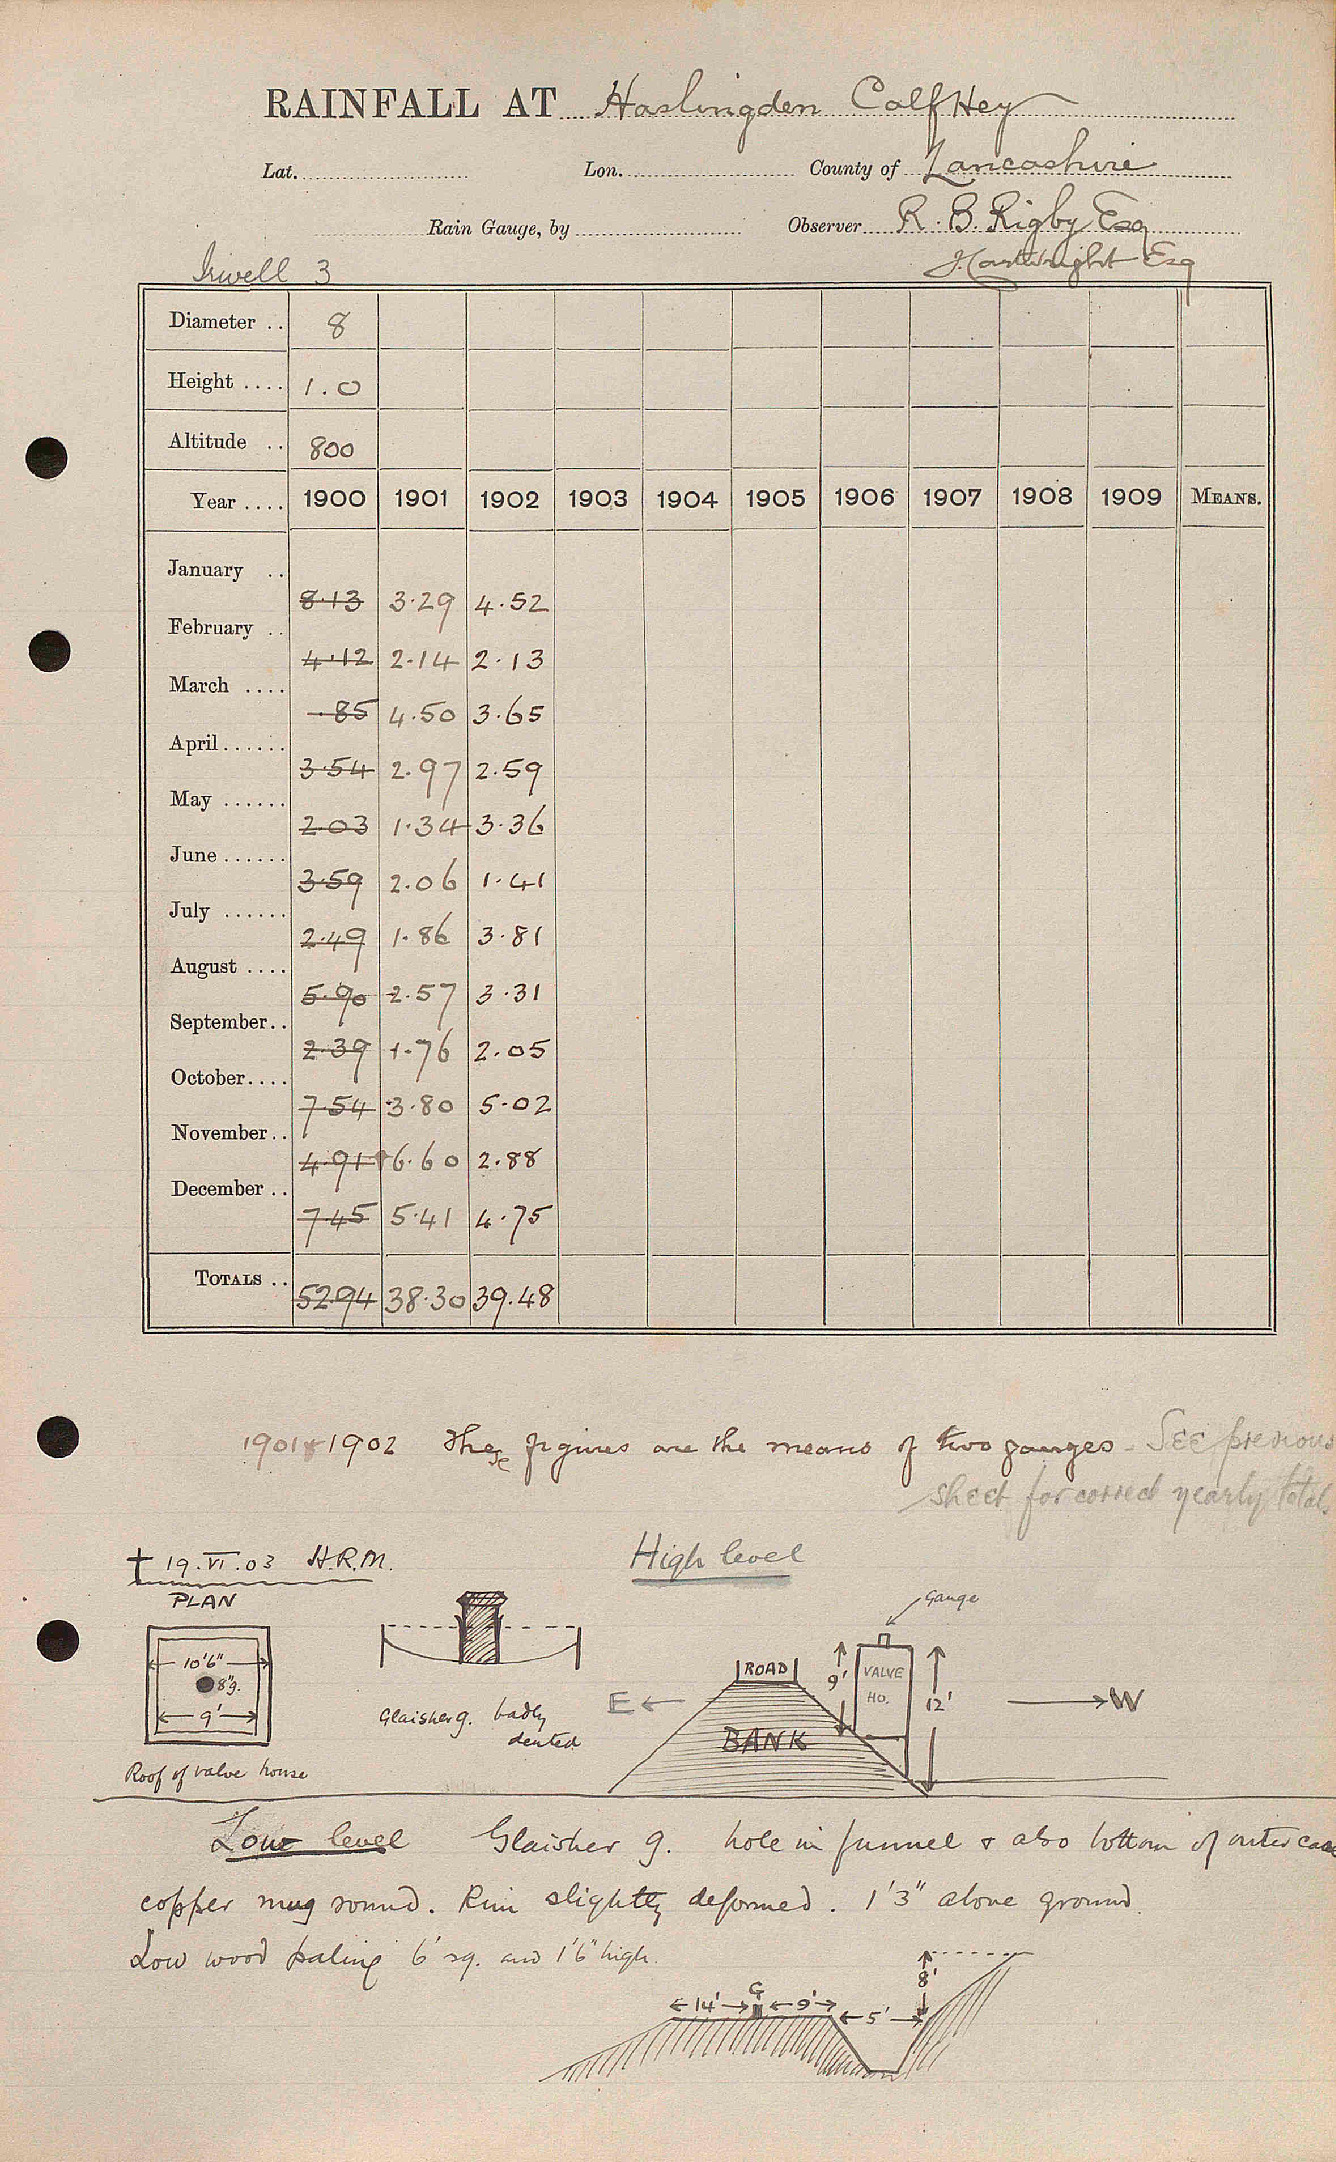 RAINFALL AT Haslingden Calf Hey
Lat. Lon. County of Lancashire
Rain Gauge, by Observer R. B. Rigby Esq
J. Cartwright Esq
Irwell 3
Diameter .. 8
Height .... 1.0
Altitude .. 800
Year .... 1900 1901 1902 1903 1904 1905 1906 1907 1908 1909 MEANS.
January .. 8.13 3.29 4.52
February .. 4.12 2.14 2.13
March .... .85 4.50 3.65
April ...... 3.54 2.97 2.59
May ...... 2.03 1.34 3.36
June ...... 3.59 2.06 1.41
July ...... 2.49 1.86 3.81
August .... 5.90 2.57 3.31
September.. 2.39 1.76 2.05
October.... 7.54 3.80 5.02
November.. 4.91 6.60 2.88
December .. 7.45 5.41 4.75
TOTALS .. 52.94 38.30 39.48
1901 & 1902 These figures are the means of two gauges - SEE previous
sheet for correct yearly totals
† 19.VI.03 H.R.M.
High level
PLAN
10'6"
8"g.
9'
Roof of valve house
Glaisher g. badly
dented
gauge
ROAD
9'
VALVE
HO.
12'
E
W
BANK
Low level Glaisher g. hole in funnel & also bottom of outer case
copper mug round. Rim slightly deformed. 1'3" above ground.
Low wood paling 6' sq. and 1'6" high.
8'
G
14' 9' 5'